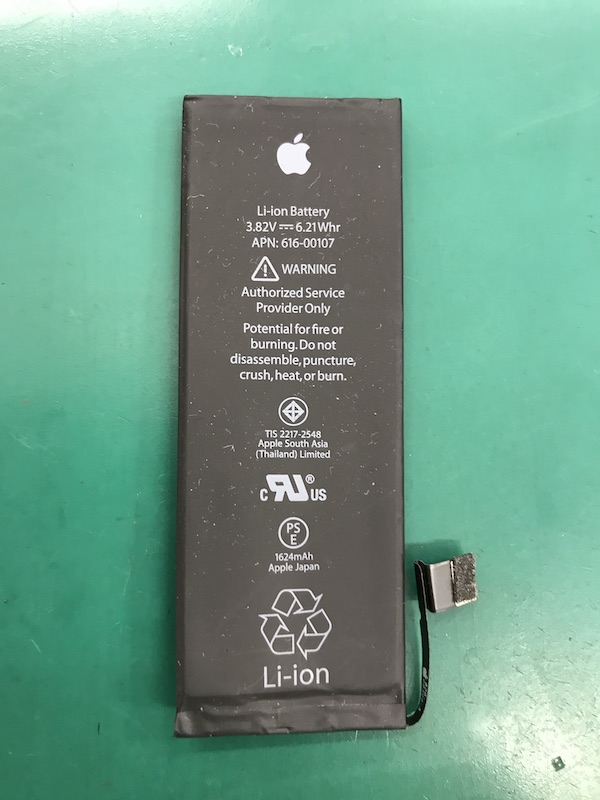 Li-ion Battery
3.82V 6.21Whr
APN: 616-00107
WARNING
Authorized Service
Provider Only
Potential for fire or
burning. Do not
disassemble, puncture,
crush, heat, or burn.
TIS 2217-2548
Apple South Asia
(Thailand) Limited
c RU ® US
PS
E
1624mAh
Apple Japan
Li-ion